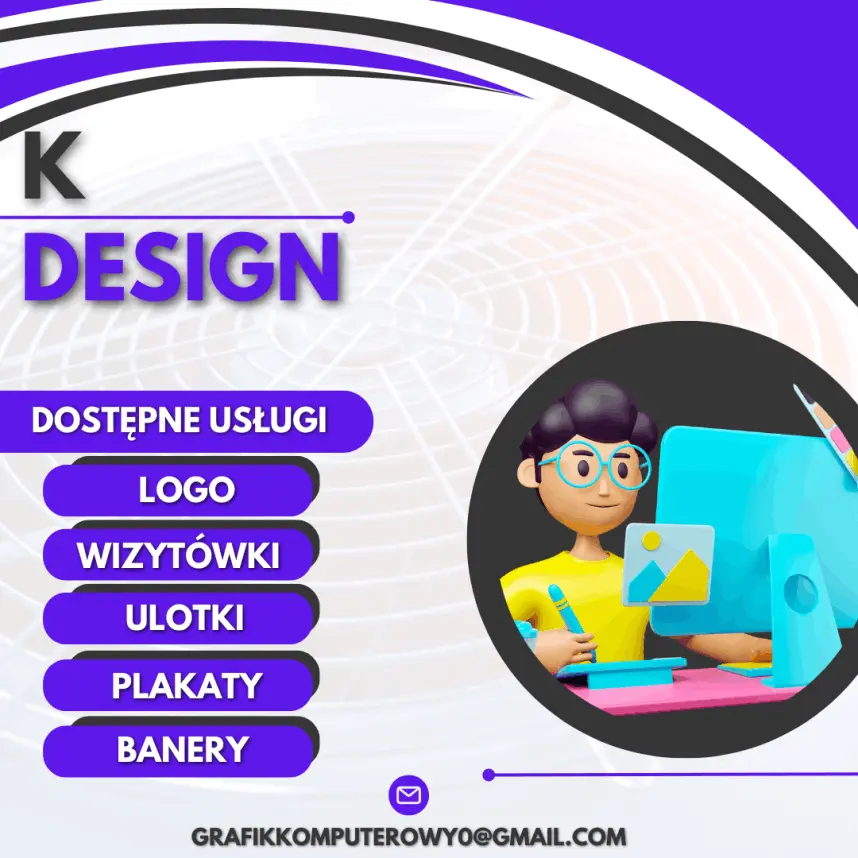 K
DESIGN
DOSTĘPNE USŁUGI
LOGO
WIZYTÓWKI
ULOTKI
PLAKATY
BANERY
GRAFIKKOMPUTEROWY0@GMAIL.COM